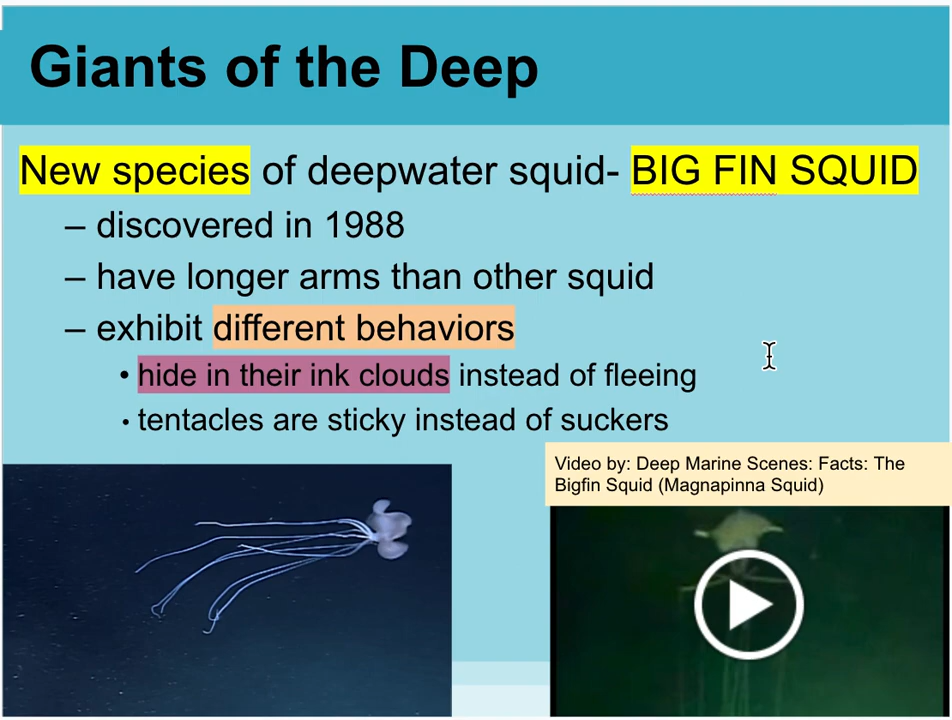 Giants of the Deep
New species of deepwater squid- BIG FIN SQUID
– discovered in 1988
– have longer arms than other squid
– exhibit different behaviors
• hide in their ink clouds instead of fleeing
• tentacles are sticky instead of suckers
Video by: Deep Marine Scenes: Facts: The
Bigfin Squid (Magnapinna Squid)